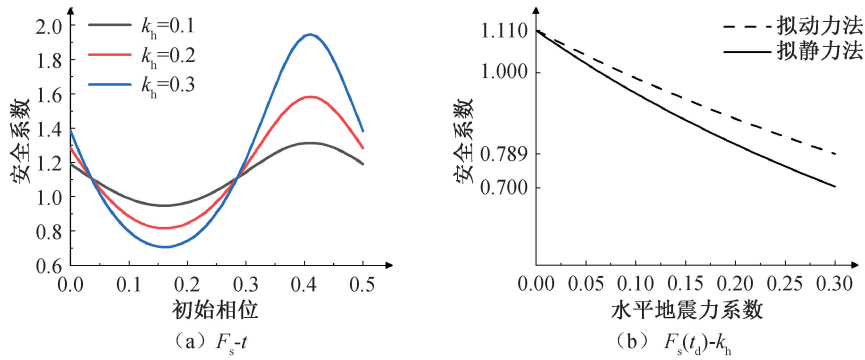 2.0
1.8
1.6
1.4
1.2
1.0
0.8
0.6
安全系数
kh=0.1
kh=0.2
kh=0.3
0.0 0.1 0.2 0.3 0.4 0.5
初始相位
(a) Fs-t
1.110
1.000
0.789
0.700
安全系数
拟动力法
拟静力法
0.00 0.05 0.10 0.15 0.20 0.25 0.30
水平地震力系数
(b) Fs(td)-kh